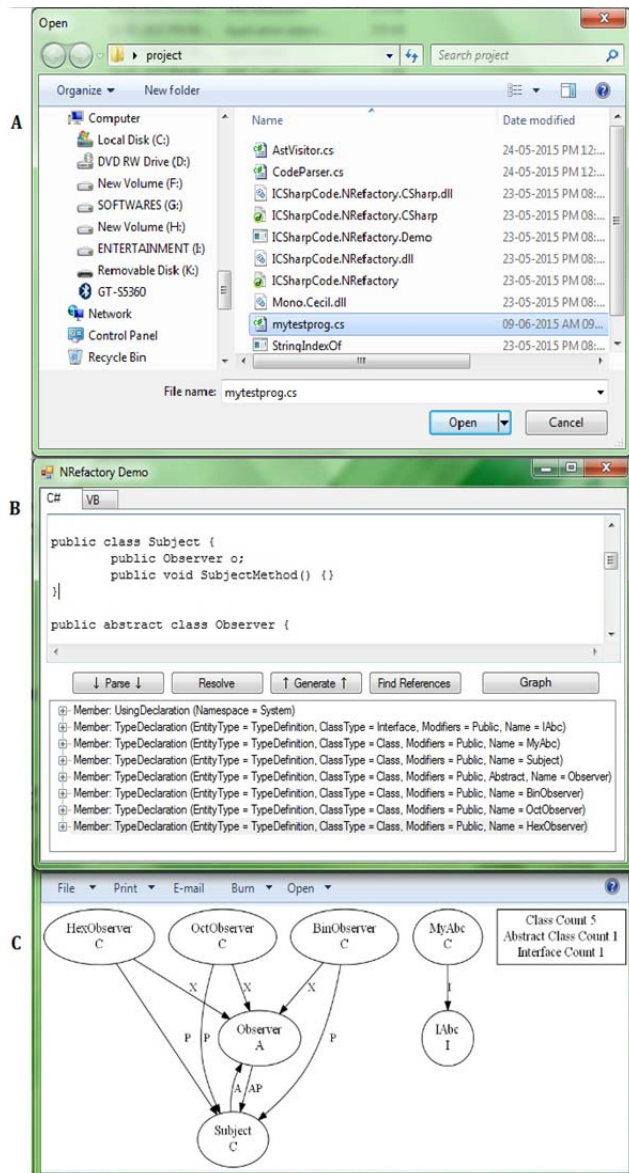 Open
project
Search project
Organize
New folder
A
Computer
Local Disk (C:)
DVD RW Drive (D:)
New Volume (F:)
SOFTWARES (G:)
New Volume (H:)
ENTERTAINMENT (I:)
Removable Disk (K:)
GT-S5360
Network
Control Panel
Recycle Bin
Name
Date modified
AstVisitor.cs
24-05-2015 PM 12:...
CodeParser.cs
24-05-2015 PM 12:...
ICSharpCode.NRefactory.CSharp.dll
23-05-2015 PM 08:...
ICSharpCode.NRefactory.CSharp
23-05-2015 PM 08:...
ICSharpCode.NRefactory.Demo
23-05-2015 PM 08:...
ICSharpCode.NRefactory.dll
23-05-2015 PM 08:...
ICSharpCode.NRefactory
23-05-2015 PM 08:...
Mono.Cecil.dll
23-05-2015 PM 08:...
mytestprog.cs
09-06-2015 AM 09...
StringIndexOf
23-05-2015 PM 08:...
File name: mytestprog.cs
Open
Cancel
B
NRefactory Demo
C# VB
public class Subject {
public Observer o;
public void SubjectMethod() {}
}
public abstract class Observer {
↓ Parse ↓
Resolve
↑ Generate ↑
Find References
Graph
Member: UsingDeclaration (Namespace = System)
Member: TypeDeclaration (EntityType = TypeDefinition, ClassType = Interface, Modifiers = Public, Name = IAbc)
Member: TypeDeclaration (EntityType = TypeDefinition, ClassType = Class, Modifiers = Public, Name = MyAbc)
Member: TypeDeclaration (EntityType = TypeDefinition, ClassType = Class, Modifiers = Public, Name = Subject)
Member: TypeDeclaration (EntityType = TypeDefinition, ClassType = Class, Modifiers = Public, Abstract, Name = Observer)
Member: TypeDeclaration (EntityType = TypeDefinition, ClassType = Class, Modifiers = Public, Name = BinObserver)
Member: TypeDeclaration (EntityType = TypeDefinition, ClassType = Class, Modifiers = Public, Name = OctObserver)
Member: TypeDeclaration (EntityType = TypeDefinition, ClassType = Class, Modifiers = Public, Name = HexObserver)
C
File Print E-mail Burn Open
HexObserver
C
OctObserver
C
BinObserver
C
MyAbc
C
Class Count 5
Abstract Class Count 1
Interface Count 1
X
X
X
I
P
P
P
Observer
A
IAbc
I
A
AP
Subject
C